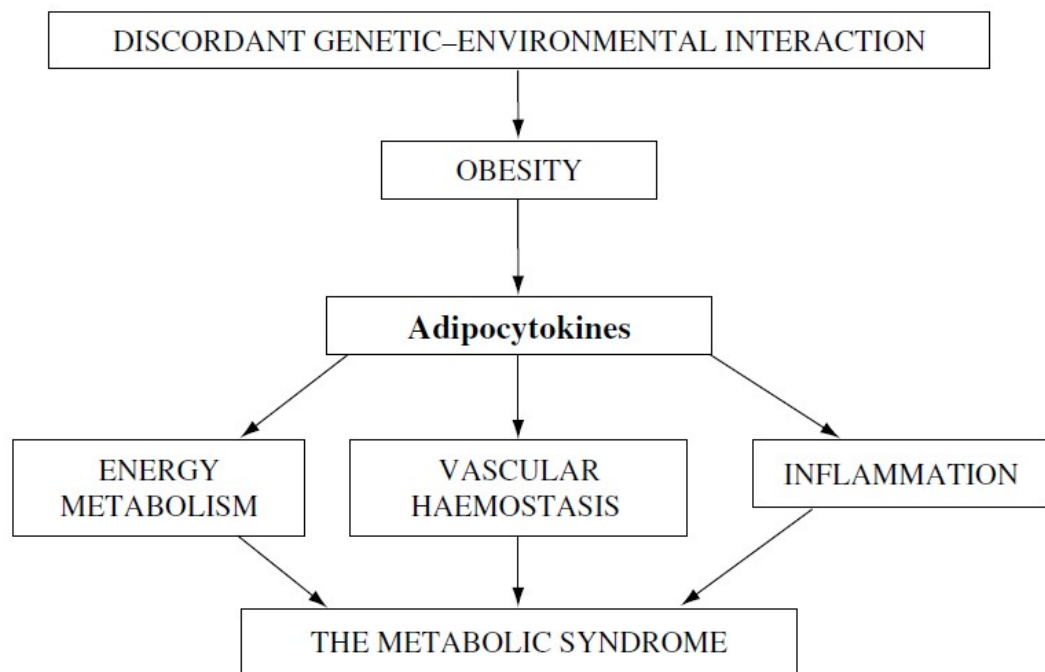 DISCORDANT GENETIC–ENVIRONMENTAL INTERACTION
OBESITY
Adipocytokines
ENERGY
METABOLISM
VASCULAR
HAEMOSTASIS
INFLAMMATION
THE METABOLIC SYNDROME